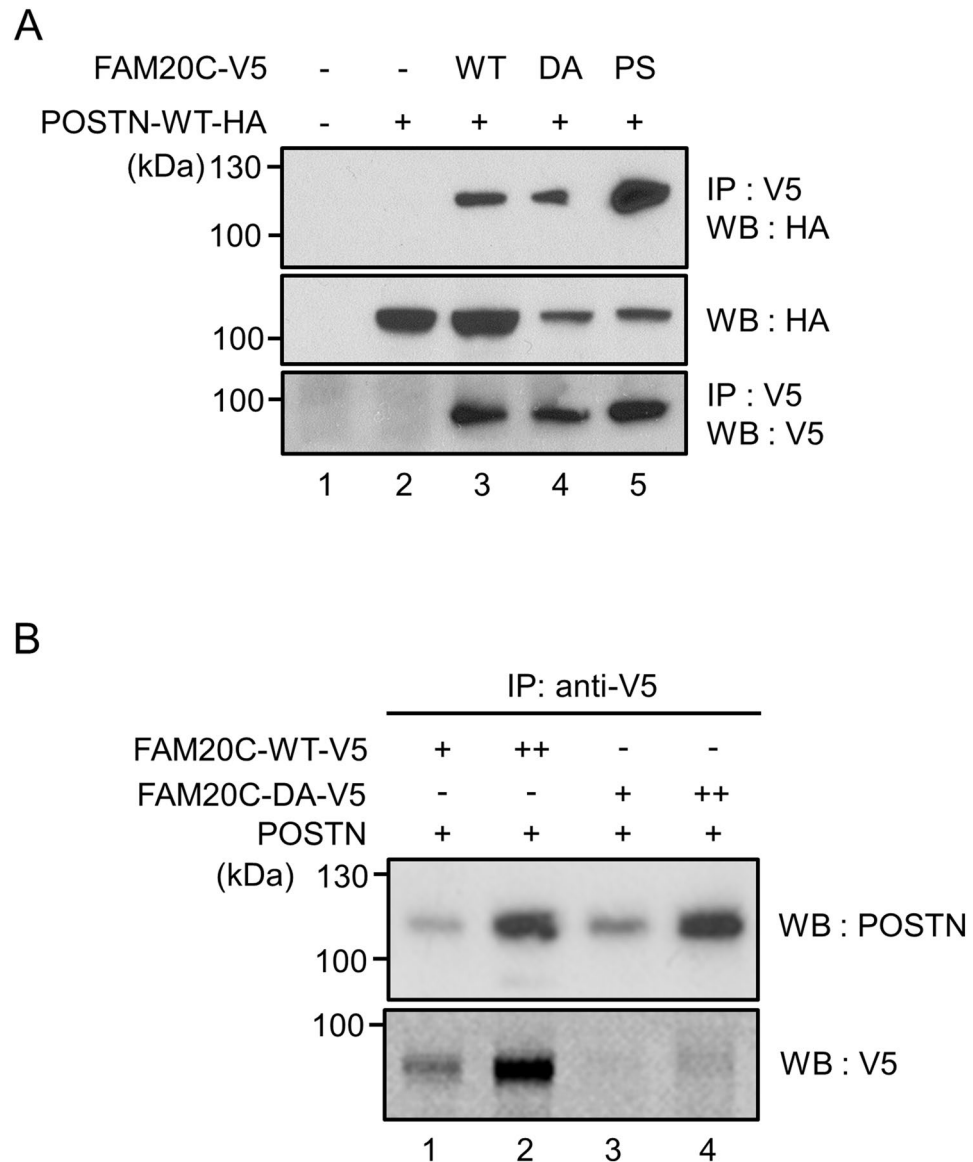 A
FAM20C-V5 - - WT DA PS
POSTN-WT-HA - + + + +
(kDa) 130
100
IP : V5
WB : HA
100
WB : HA
100
IP : V5
WB : V5
1 2 3 4 5
B
IP: anti-V5
FAM20C-WT-V5 + ++ - -
FAM20C-DA-V5 - - + ++
POSTN + + + +
(kDa) 130
100
WB : POSTN
100
WB : V5
1 2 3 4